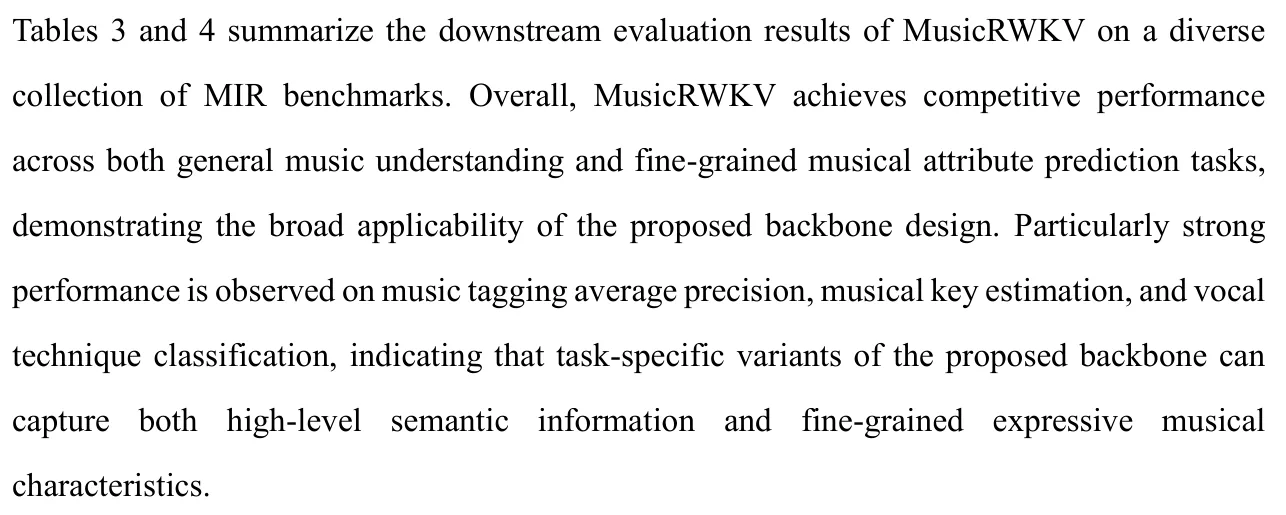 Tables 3 and 4 summarize the downstream evaluation results of MusicRWKV on a diverse
collection of MIR benchmarks. Overall, MusicRWKV achieves competitive performance
across both general music understanding and fine-grained musical attribute prediction tasks,
demonstrating the broad applicability of the proposed backbone design. Particularly strong
performance is observed on music tagging average precision, musical key estimation, and vocal
technique classification, indicating that task-specific variants of the proposed backbone can
capture both high-level semantic information and fine-grained expressive musical
characteristics.